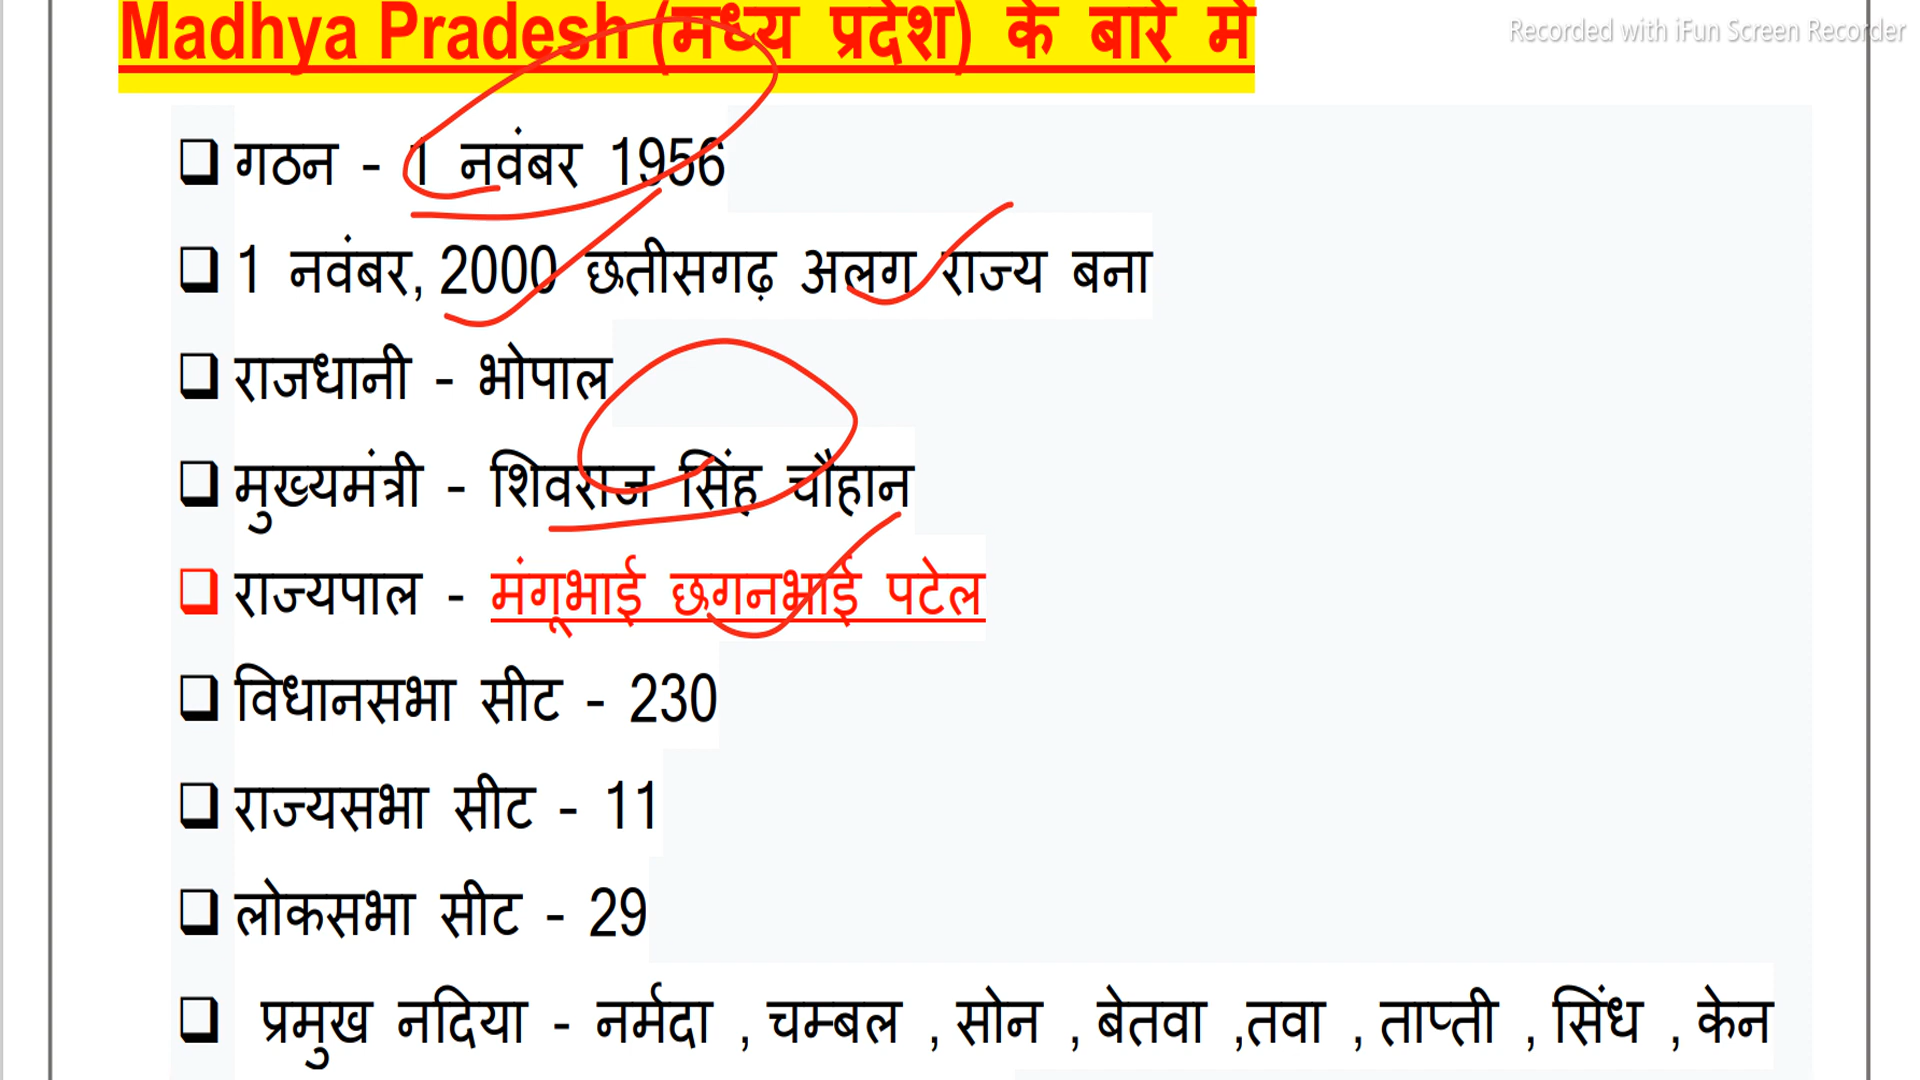 Madhya Pradesh (मध्य प्रदेश) के बारे में
Recorded with iFun Screen Recorder
गठन - 1 नवंबर 1956
1 नवंबर, 2000 छतीसगढ़ अलग राज्य बना
राजधानी - भोपाल
मुख्यमंत्री - शिवराज सिंह चौहान
राज्यपाल - मंगूभाई छगनभाई पटेल
विधानसभा सीट - 230
राज्यसभा सीट - 11
लोकसभा सीट - 29
प्रमुख नदिया - नर्मदा , चम्बल , सोन , बेतवा ,तवा , ताप्ती , सिंध , केन